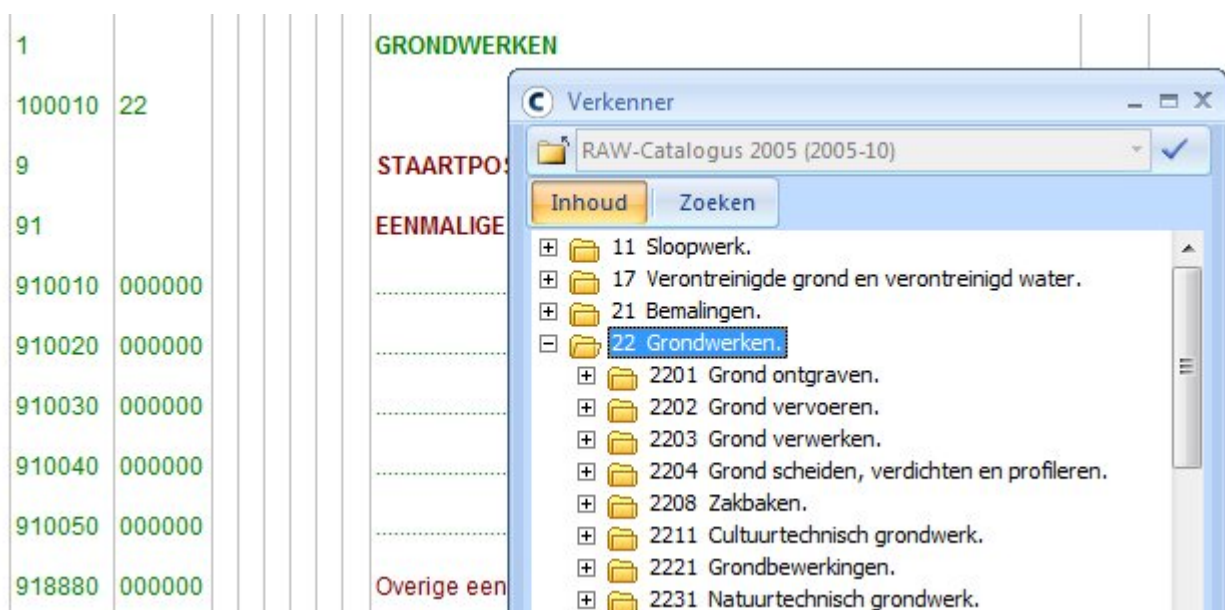 1 GRONDWERKEN
100010 22
9 STAARTPOS
91 EENMALIGE
910010 000000
910020 000000
910030 000000
910040 000000
910050 000000
918880 000000 Overige een
C Verkenner
RAW-Catalogus 2005 (2005-10)
Inhoud Zoeken
11 Sloopwerk.
17 Verontreinigde grond en verontreinigd water.
21 Bemalingen.
22 Grondwerken.
2201 Grond ontgraven.
2202 Grond vervoeren.
2203 Grond verwerken.
2204 Grond scheiden, verdichten en profileren.
2208 Zakbaken.
2211 Cultuurtechnisch grondwerk.
2221 Grondbewerkingen.
2231 Natuurtechnisch grondwerk.